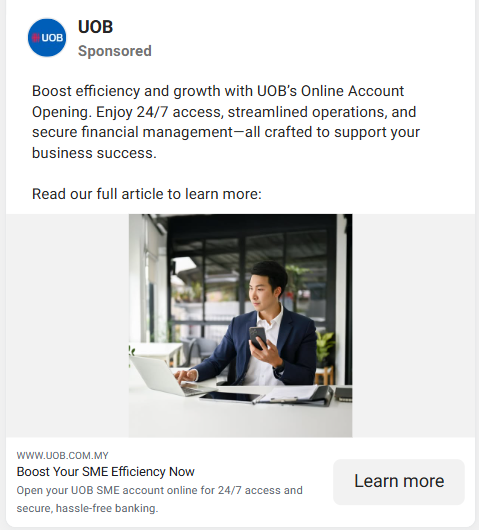 UOB
UOB
Sponsored
Boost efficiency and growth with UOB's Online Account
Opening. Enjoy 24/7 access, streamlined operations, and
secure financial management—all crafted to support your
business success.
Read our full article to learn more:
WWW.UOB.COM.MY
Boost Your SME Efficiency Now
Open your UOB SME account online for 24/7 access and
secure, hassle-free banking.
Learn more